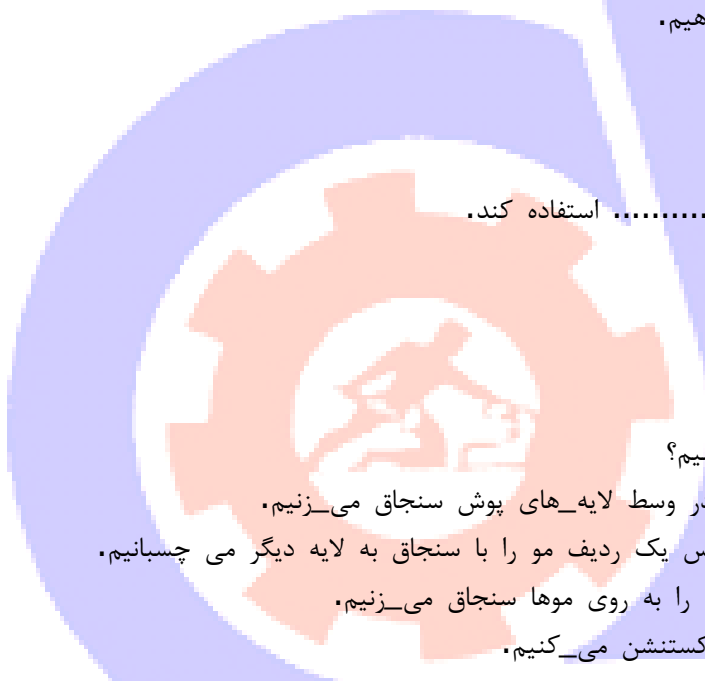 هیم.
.......... استفاده کند.
نیم؟
در وسط لایه_های پوش سنجاق می_زنیم.
س یک ردیف مو را با سنجاق به لایه دیگر می چسبانیم.
را به روی موها سنجاق می_زنیم.
کستنشن می_کنیم.